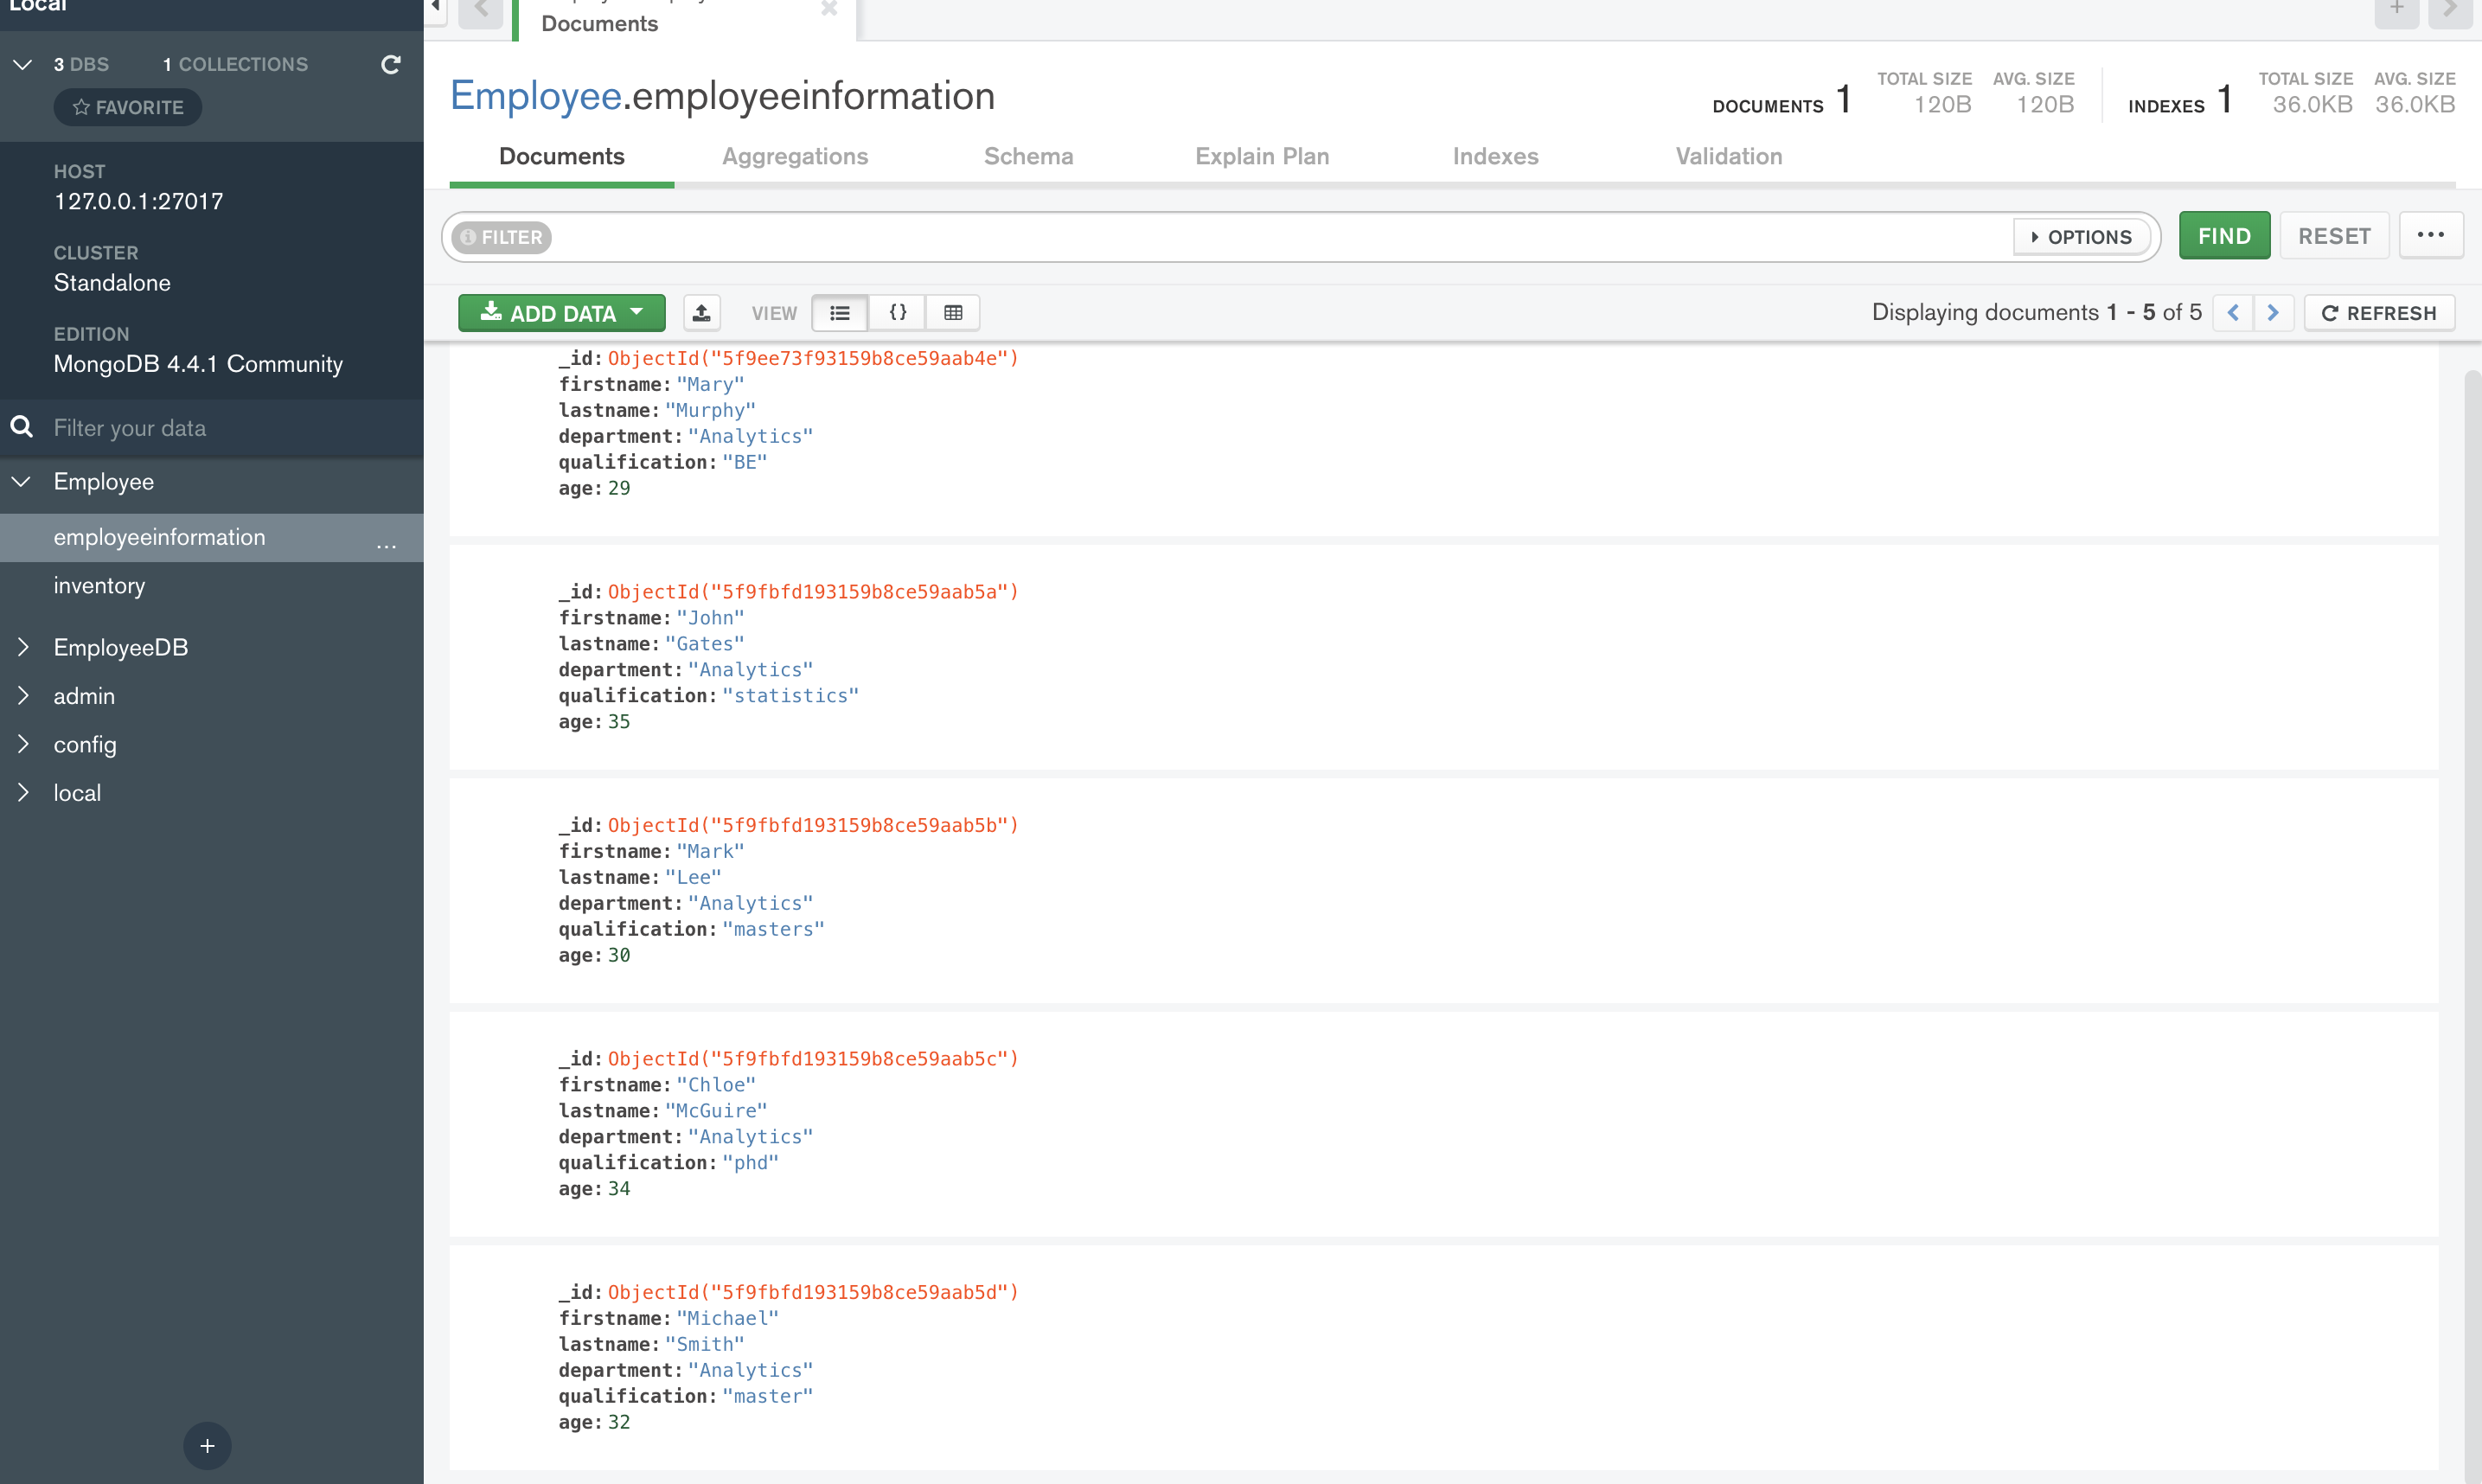 Local
3 DBS 1 COLLECTIONS
FAVORITE
HOST
127.0.0.1:27017
CLUSTER
Standalone
EDITION
MongoDB 4.4.1 Community
Filter your data
Employee
employeeinformation ...
inventory
EmployeeDB
admin
config
local
+
Documents
Employee.employeeinformation
DOCUMENTS 1 TOTAL SIZE 120B AVG. SIZE 120B INDEXES 1 TOTAL SIZE 36.0KB AVG. SIZE 36.0KB
Documents Aggregations Schema Explain Plan Indexes Validation
FILTER OPTIONS FIND RESET ...
ADD DATA VIEW {} Displaying documents 1 - 5 of 5 REFRESH
_id: ObjectId("5f9ee73f93159b8ce59aab4e")
firstname: "Mary"
lastname: "Murphy"
department: "Analytics"
qualification: "BE"
age: 29
_id: ObjectId("5f9fbfd193159b8ce59aab5a")
firstname: "John"
lastname: "Gates"
department: "Analytics"
qualification: "statistics"
age: 35
_id: ObjectId("5f9fbfd193159b8ce59aab5b")
firstname: "Mark"
lastname: "Lee"
department: "Analytics"
qualification: "masters"
age: 30
_id: ObjectId("5f9fbfd193159b8ce59aab5c")
firstname: "Chloe"
lastname: "McGuire"
department: "Analytics"
qualification: "phd"
age: 34
_id: ObjectId("5f9fbfd193159b8ce59aab5d")
firstname: "Michael"
lastname: "Smith"
department: "Analytics"
qualification: "master"
age: 32